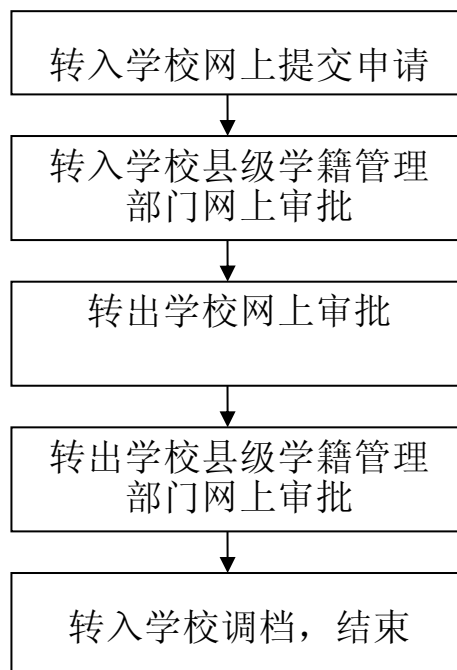 转入学校网上提交申请
转入学校县级学籍管理
部门网上审批
转出学校网上审批
转出学校县级学籍管理
部门网上审批
转入学校调档，结束